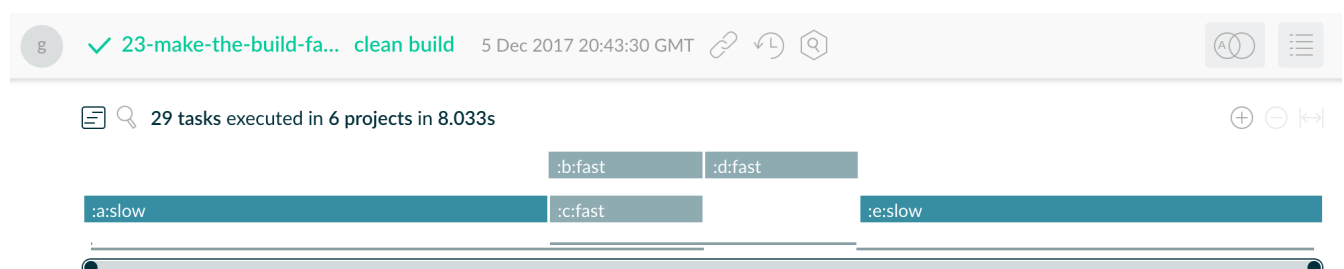 g 23-make-the-build-fa... clean build 5 Dec 2017 20:43:30 GMT A
29 tasks executed in 6 projects in 8.033s
:b:fast :d:fast
:a:slow :c:fast :e:slow